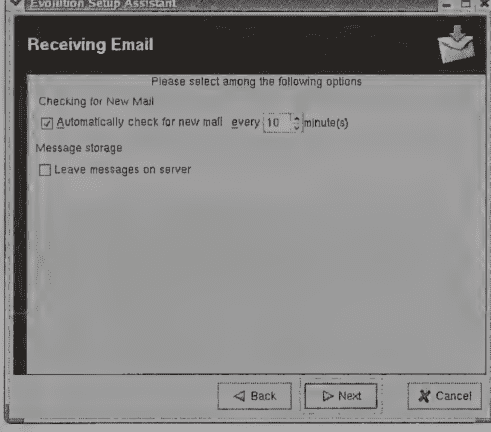 Evolution Setup Assistant
Receiving Email
Please select among the following options
Checking for New Mail
Automatically check for new mail every 10 minute(s)
Message storage
Leave messages on server
Back Next Cancel